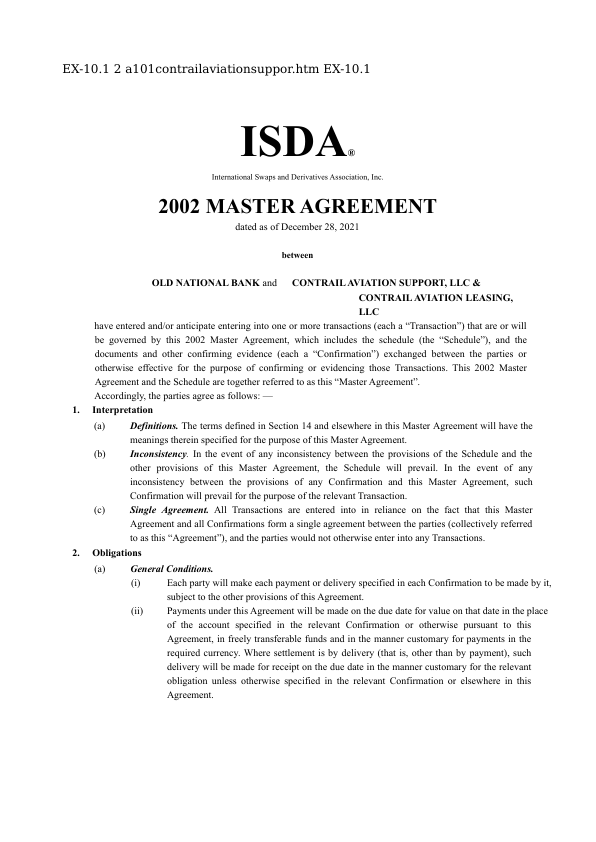 EX-10.1 2 a101contrailaviationsuppor.htm EX-10.1
ISDA®
International Swaps and Derivatives Association, Inc.
2002 MASTER AGREEMENT
dated as of December 28, 2021
between
OLD NATIONAL BANK and CONTRAIL AVIATION SUPPORT, LLC &
CONTRAIL AVIATION LEASING,
LLC
have entered and/or anticipate entering into one or more transactions (each a “Transaction”) that are or will
be governed by this 2002 Master Agreement, which includes the schedule (the “Schedule”), and the
documents and other confirming evidence (each a “Confirmation”) exchanged between the parties or
otherwise effective for the purpose of confirming or evidencing those Transactions. This 2002 Master
Agreement and the Schedule are together referred to as this “Master Agreement”.
Accordingly, the parties agree as follows: —
1. Interpretation
(a) Definitions. The terms defined in Section 14 and elsewhere in this Master Agreement will have the
meanings therein specified for the purpose of this Master Agreement.
(b) Inconsistency. In the event of any inconsistency between the provisions of the Schedule and the
other provisions of this Master Agreement, the Schedule will prevail. In the event of any
inconsistency between the provisions of any Confirmation and this Master Agreement, such
Confirmation will prevail for the purpose of the relevant Transaction.
(c) Single Agreement. All Transactions are entered into in reliance on the fact that this Master
Agreement and all Confirmations form a single agreement between the parties (collectively referred
to as this “Agreement”), and the parties would not otherwise enter into any Transactions.
2. Obligations
(a) General Conditions.
(i) Each party will make each payment or delivery specified in each Confirmation to be made by it,
subject to the other provisions of this Agreement.
(ii) Payments under this Agreement will be made on the due date for value on that date in the place
of the account specified in the relevant Confirmation or otherwise pursuant to this
Agreement, in freely transferable funds and in the manner customary for payments in the
required currency. Where settlement is by delivery (that is, other than by payment), such
delivery will be made for receipt on the due date in the manner customary for the relevant
obligation unless otherwise specified in the relevant Confirmation or elsewhere in this
Agreement.